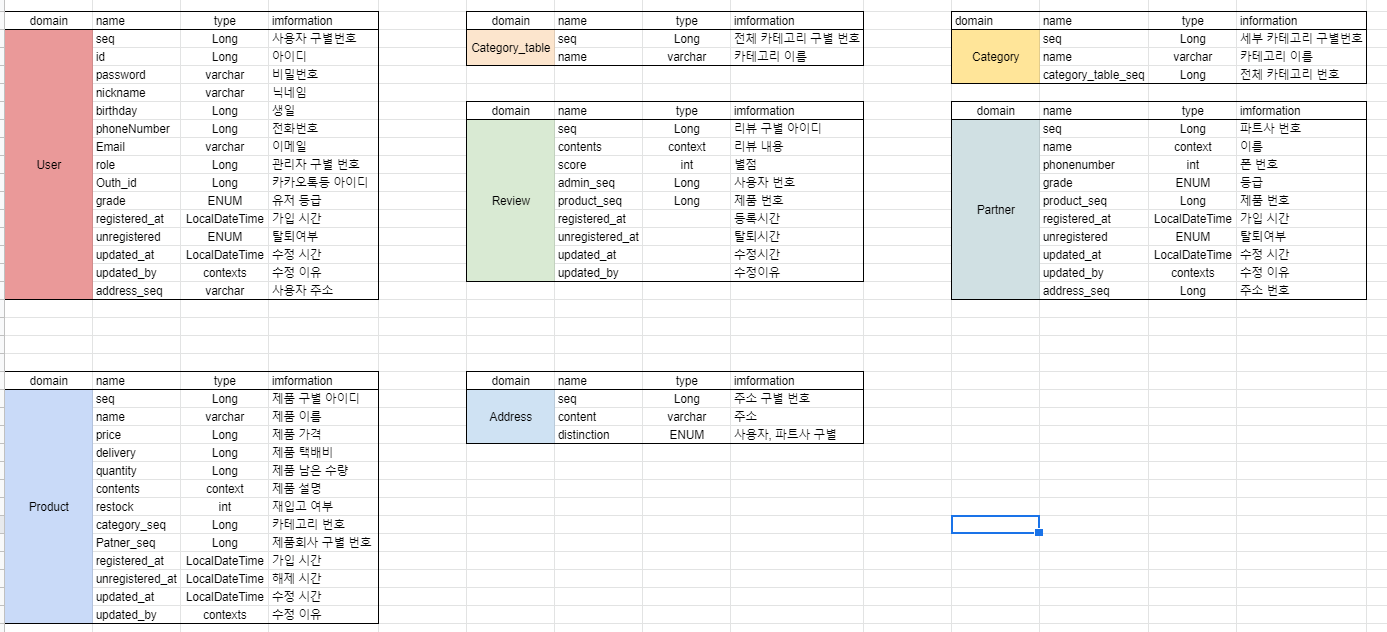 domain name type imformation
User
seq Long 사용자 구별번호
id Long 아이디
password varchar 비밀번호
nickname varchar 닉네임
birthday Long 생일
phoneNumber Long 전화번호
Email varchar 이메일
role Long 관리자 구별 번호
Outh_id Long 카카오톡등 아이디
grade ENUM 유저 등급
registered_at LocalDateTime 가입 시간
unregistered ENUM 탈퇴여부
updated_at LocalDateTime 수정 시간
updated_by contexts 수정 이유
address_seq varchar 사용자 주소
domain name type imformation
Category_table
seq Long 전체 카테고리 구별 번호
name varchar 카테고리 이름
domain name type information
Category
seq Long 세부 카테고리 구별번호
name varchar 카테고리 이름
category_table_seq Long 전체 카테고리 번호
domain name type imformation
Review
seq Long 리뷰 구별 아이디
contents context 리뷰 내용
score int 별점
admin_seq Long 사용자 번호
product_seq Long 제품 번호
registered_at 등록시간
unregistered_at 탈퇴시간
updated_at 수정시간
updated_by 수정이유
domain name type imformation
Partner
seq Long 파트사 번호
name context 이름
phonenumber int 폰 번호
grade ENUM 등급
product_seq Long 제품 번호
registered_at LocalDateTime 가입 시간
unregistered ENUM 탈퇴여부
updated_at LocalDateTime 수정 시간
updated_by contexts 수정 이유
address_seq Long 주소 번호
domain name type imformation
Product
seq Long 제품 구별 아이디
name varchar 제품 이름
price Long 제품 가격
delivery Long 제품 택배비
quantity Long 제품 남은 수량
contents context 제품 설명
restock int 재입고 여부
category_seq Long 카테고리 번호
Patner_seq Long 제품회사 구별 번호
registered_at LocalDateTime 가입 시간
unregistered_at LocalDateTime 해제 시간
updated_at LocalDateTime 수정 시간
updated_by contexts 수정 이유
domain name type imformation
Address
seq Long 주소 구별 번호
content varchar 주소
distinction ENUM 사용자, 파트사 구별